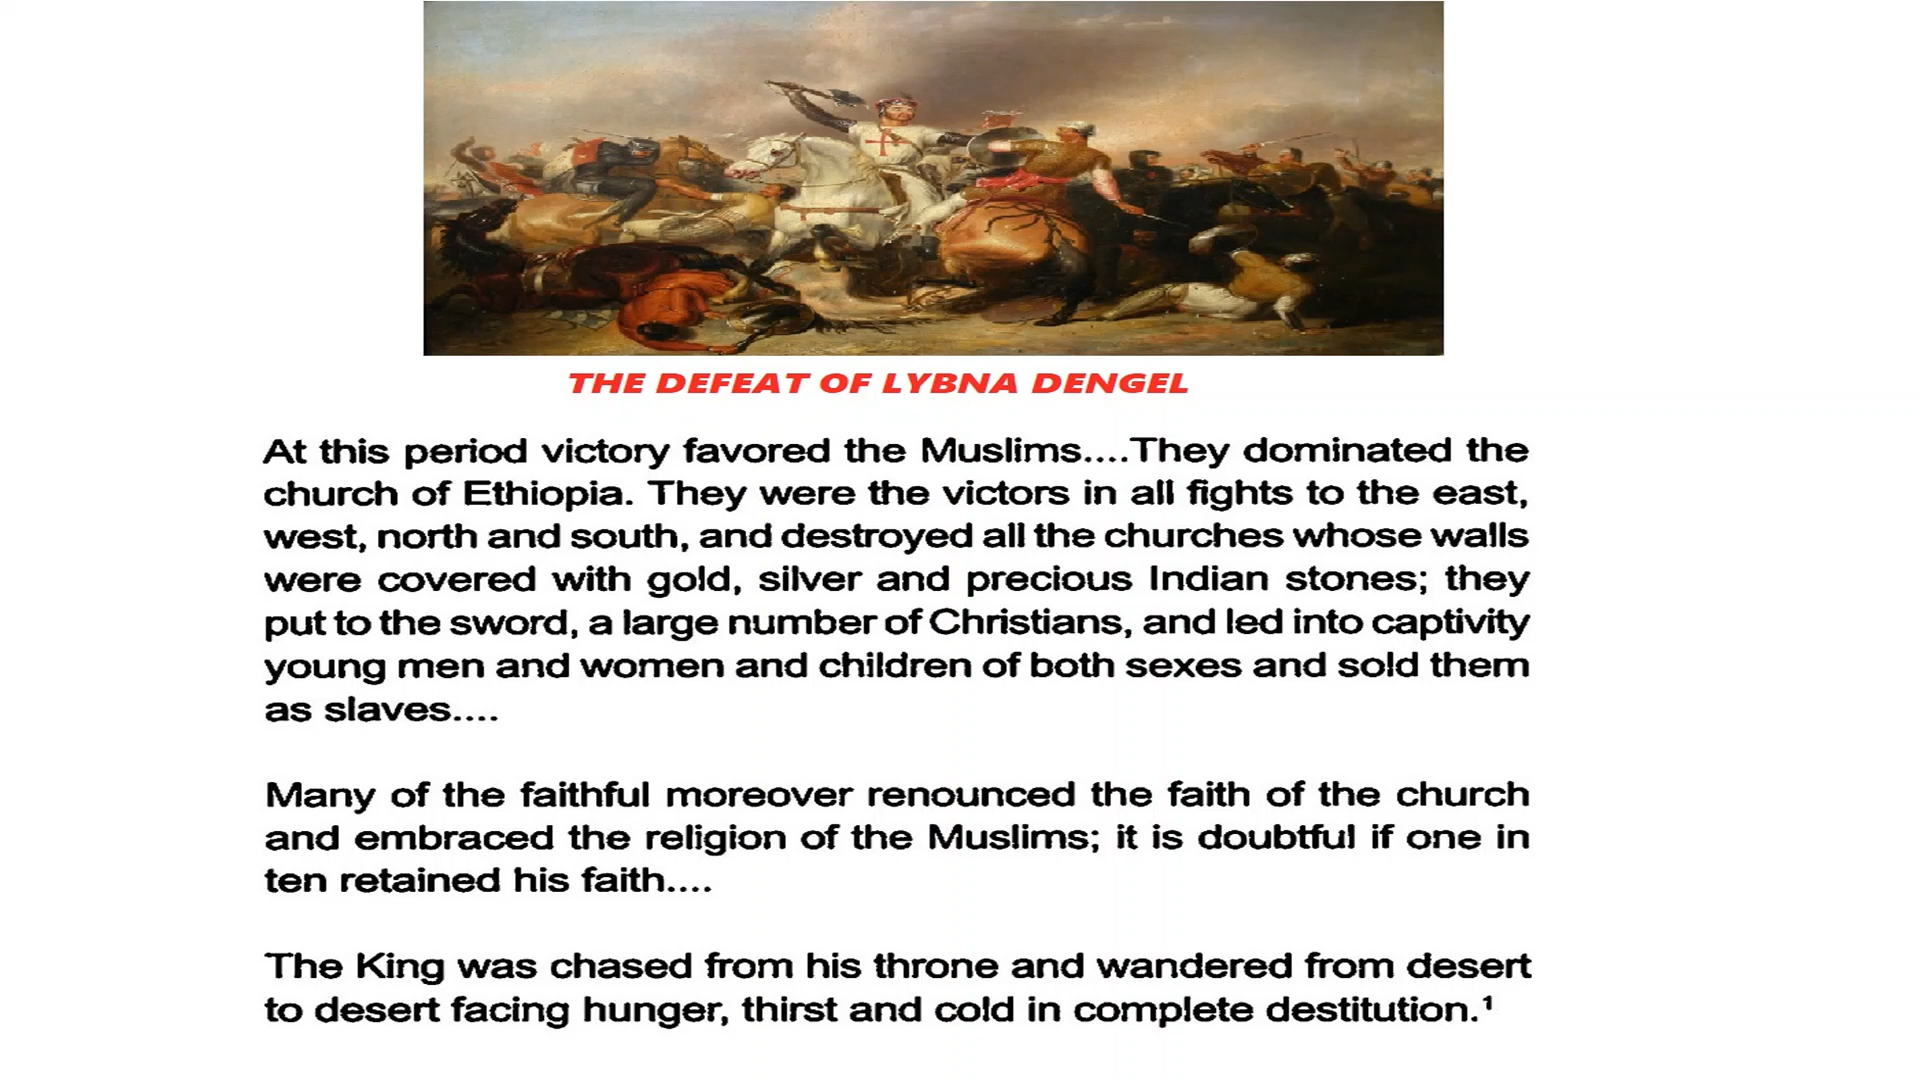 THE DEFEAT OF LYBNA DENGEL
At this period victory favored the Muslims....They dominated the
church of Ethiopia. They were the victors in all fights to the east,
west, north and south, and destroyed all the churches whose walls
were covered with gold, silver and precious Indian stones; they
put to the sword, a large number of Christians, and led into captivity
young men and women and children of both sexes and sold them
as slaves....
Many of the faithful moreover renounced the faith of the church
and embraced the religion of the Muslims; it is doubtful if one in
ten retained his faith....
The King was chased from his throne and wandered from desert
to desert facing hunger, thirst and cold in complete destitution.¹